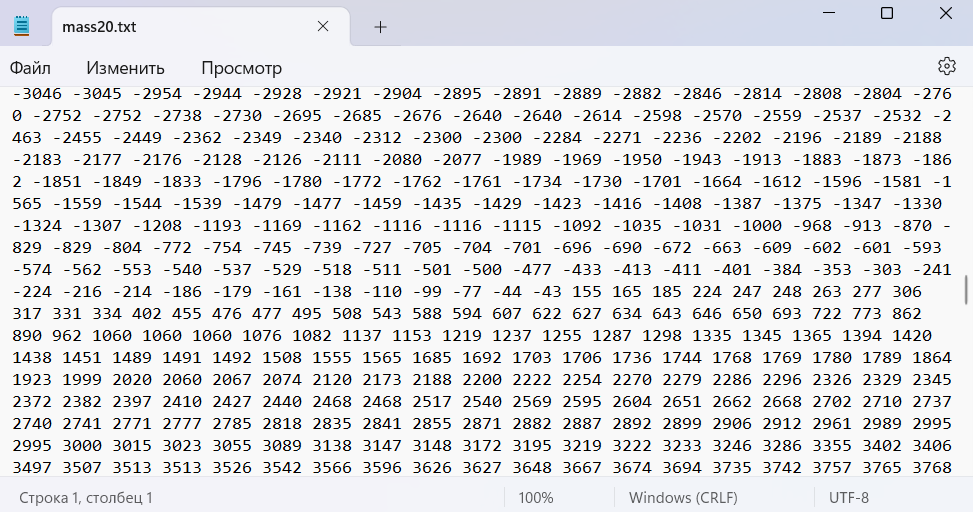 mass20.txt
Файл Изменить Просмотр
-3046 -3045 -2954 -2944 -2928 -2921 -2904 -2895 -2891 -2889 -2882 -2846 -2814 -2808 -2804 -276
0 -2752 -2752 -2738 -2730 -2695 -2685 -2676 -2640 -2640 -2614 -2598 -2570 -2559 -2537 -2532 -2
463 -2455 -2449 -2362 -2349 -2340 -2312 -2300 -2300 -2284 -2271 -2236 -2202 -2196 -2189 -2188
-2183 -2177 -2176 -2128 -2126 -2111 -2080 -2077 -1989 -1969 -1950 -1943 -1913 -1883 -1873 -186
2 -1851 -1849 -1833 -1796 -1780 -1772 -1762 -1761 -1734 -1730 -1701 -1664 -1612 -1596 -1581 -1
565 -1559 -1544 -1539 -1479 -1477 -1459 -1435 -1429 -1423 -1416 -1408 -1387 -1375 -1347 -1330
-1324 -1307 -1208 -1193 -1169 -1162 -1116 -1116 -1115 -1092 -1035 -1031 -1000 -968 -913 -870 -
829 -829 -804 -772 -754 -745 -739 -727 -705 -704 -701 -696 -690 -672 -663 -609 -602 -601 -593
-574 -562 -553 -540 -537 -529 -518 -511 -501 -500 -477 -433 -413 -411 -401 -384 -353 -303 -241
-224 -216 -214 -186 -179 -161 -138 -110 -99 -77 -44 -43 155 165 185 224 247 248 263 277 306
317 331 334 402 455 476 477 495 508 543 588 594 607 622 627 634 643 646 650 693 722 773 862
890 962 1060 1060 1060 1076 1082 1137 1153 1219 1237 1255 1287 1298 1335 1345 1365 1394 1420
1438 1451 1489 1491 1492 1508 1555 1565 1685 1692 1703 1706 1736 1744 1768 1769 1780 1789 1864
1923 1999 2020 2060 2067 2074 2120 2173 2188 2200 2222 2254 2270 2279 2286 2296 2326 2329 2345
2372 2382 2397 2410 2427 2440 2468 2468 2517 2540 2569 2595 2604 2651 2662 2668 2702 2710 2737
2740 2741 2771 2777 2785 2818 2835 2841 2855 2871 2882 2887 2892 2899 2906 2912 2961 2989 2995
2995 3000 3015 3023 3055 3089 3138 3147 3148 3172 3195 3219 3222 3233 3246 3286 3355 3402 3406
3497 3507 3513 3513 3526 3542 3566 3596 3626 3627 3648 3667 3674 3694 3735 3742 3757 3765 3768
Строка 1, столбец 1 100% Windows (CRLF) UTF-8